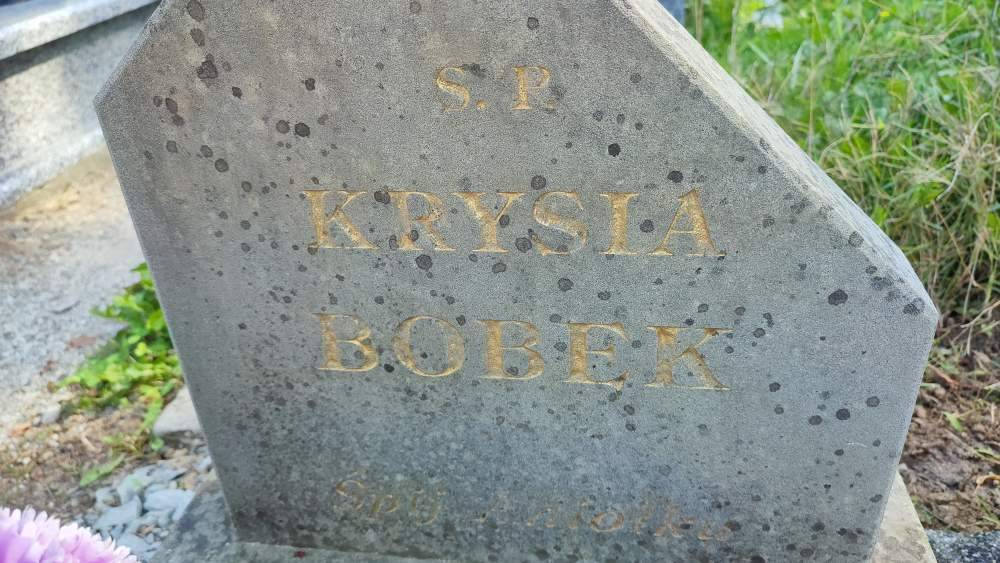 S. P.
KRYSIA
BOBEK
Śpij Aniołku